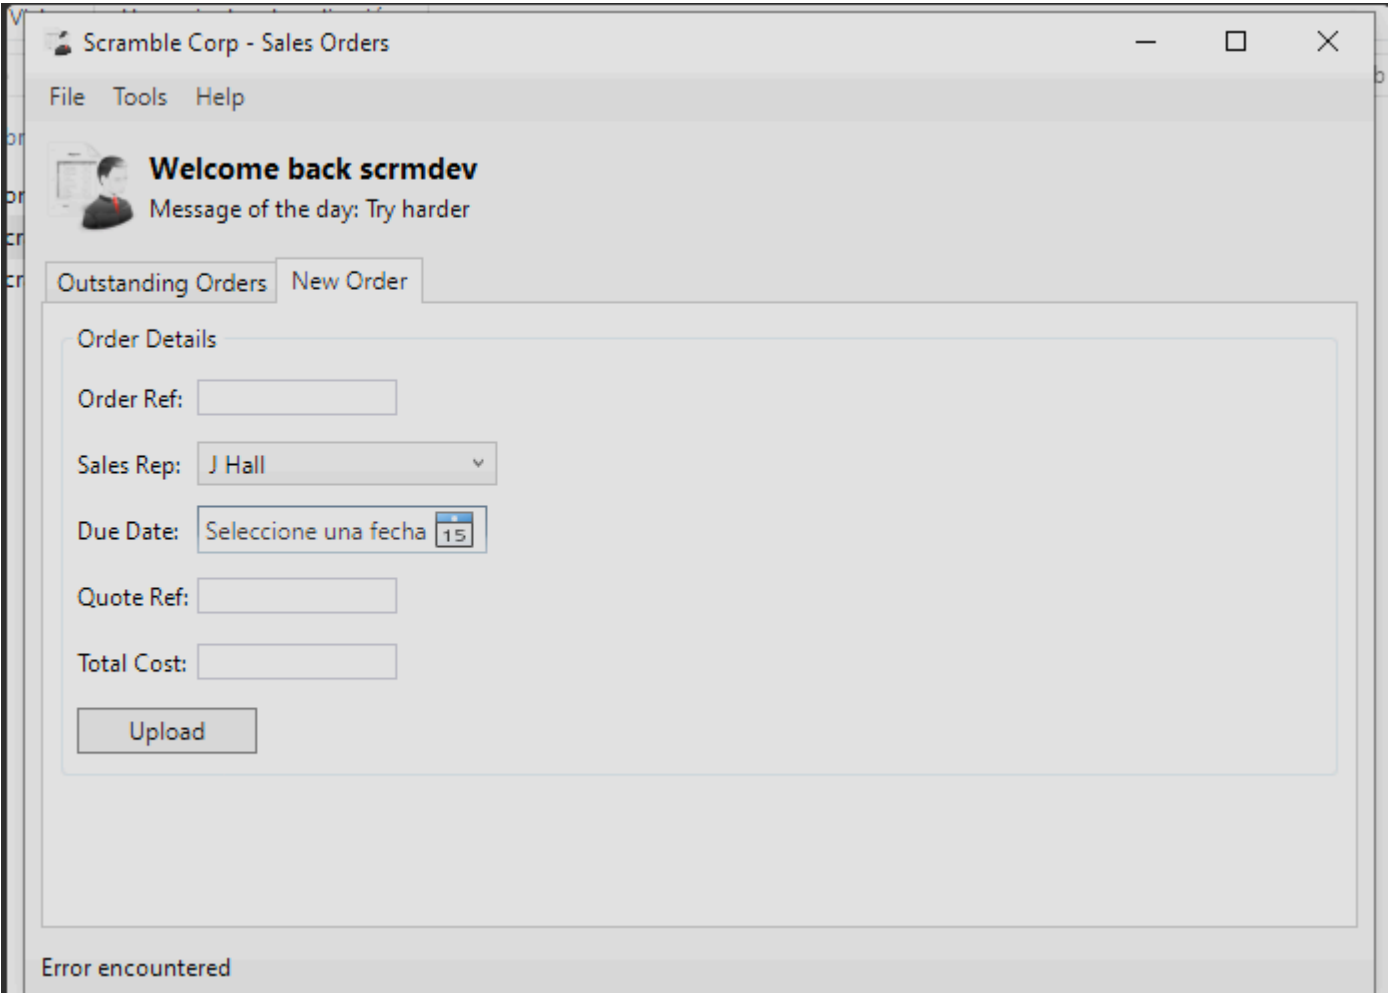 Scramble Corp - Sales Orders
File Tools Help
Welcome back scrmdev
Message of the day: Try harder
Outstanding Orders New Order
Order Details
Order Ref:
Sales Rep: J Hall
Due Date: Seleccione una fecha 15
Quote Ref:
Total Cost:
Upload
Error encountered